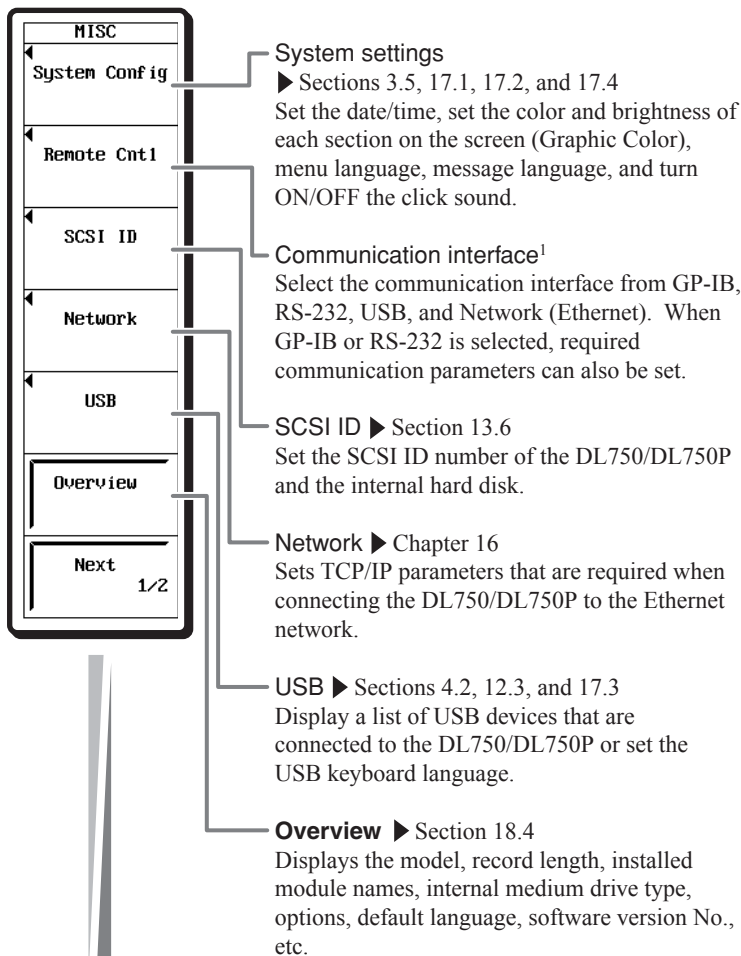 MISC
System Config
Remote Cntl
SCSI ID
Network
USB
Overview
Next
1/2
System settings
▶ Sections 3.5, 17.1, 17.2, and 17.4
Set the date/time, set the color and brightness of
each section on the screen (Graphic Color),
menu language, message language, and turn
ON/OFF the click sound.
Communication interface¹
Select the communication interface from GP-IB,
RS-232, USB, and Network (Ethernet).  When
GP-IB or RS-232 is selected, required
communication parameters can also be set.
SCSI ID ▶ Section 13.6
Set the SCSI ID number of the DL750/DL750P
and the internal hard disk.
Network ▶ Chapter 16
Sets TCP/IP parameters that are required when
connecting the DL750/DL750P to the Ethernet
network.
USB ▶ Sections 4.2, 12.3, and 17.3
Display a list of USB devices that are
connected to the DL750/DL750P or set the
USB keyboard language.
Overview ▶ Section 18.4
Displays the model, record length, installed
module names, internal medium drive type,
options, default language, software version No.,
etc.